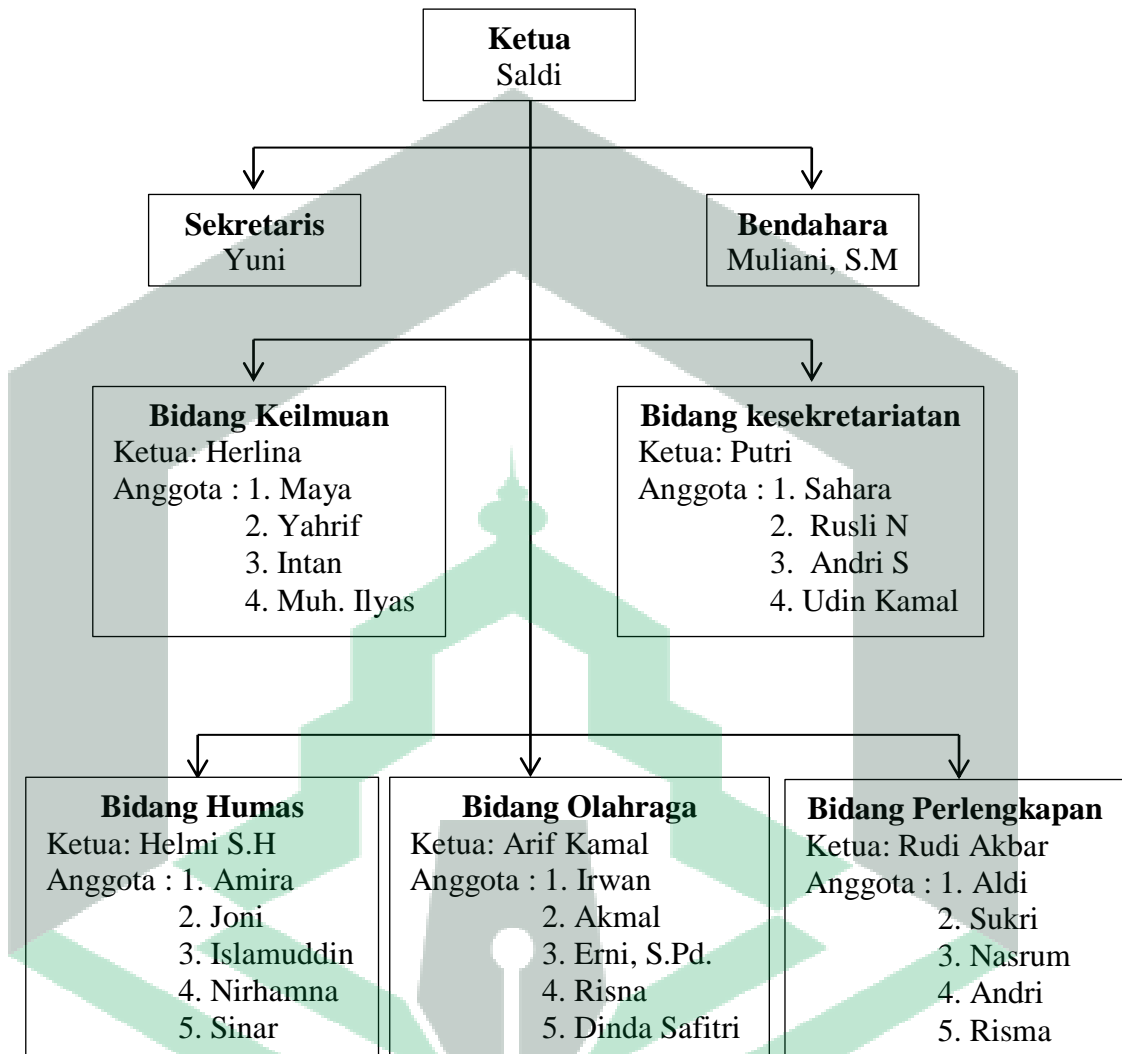 Ketua
Saldi
Sekretaris
Yuni
Bendahara
Muliani, S.M
Bidang Keilmuan
Ketua: Herlina
Anggota : 1. Maya
2. Yahrif
3. Intan
4. Muh. Ilyas
Bidang kesekretariatan
Ketua: Putri
Anggota : 1. Sahara
2. Rusli N
3. Andri S
4. Udin Kamal
Bidang Humas
Ketua: Helmi S.H
Anggota : 1. Amira
2. Joni
3. Islamuddin
4. Nirhamna
5. Sinar
Bidang Olahraga
Ketua: Arif Kamal
Anggota : 1. Irwan
2. Akmal
3. Erni, S.Pd.
4. Risna
5. Dinda Safitri
Bidang Perlengkapan
Ketua: Rudi Akbar
Anggota : 1. Aldi
2. Sukri
3. Nasrum
4. Andri
5. Risma